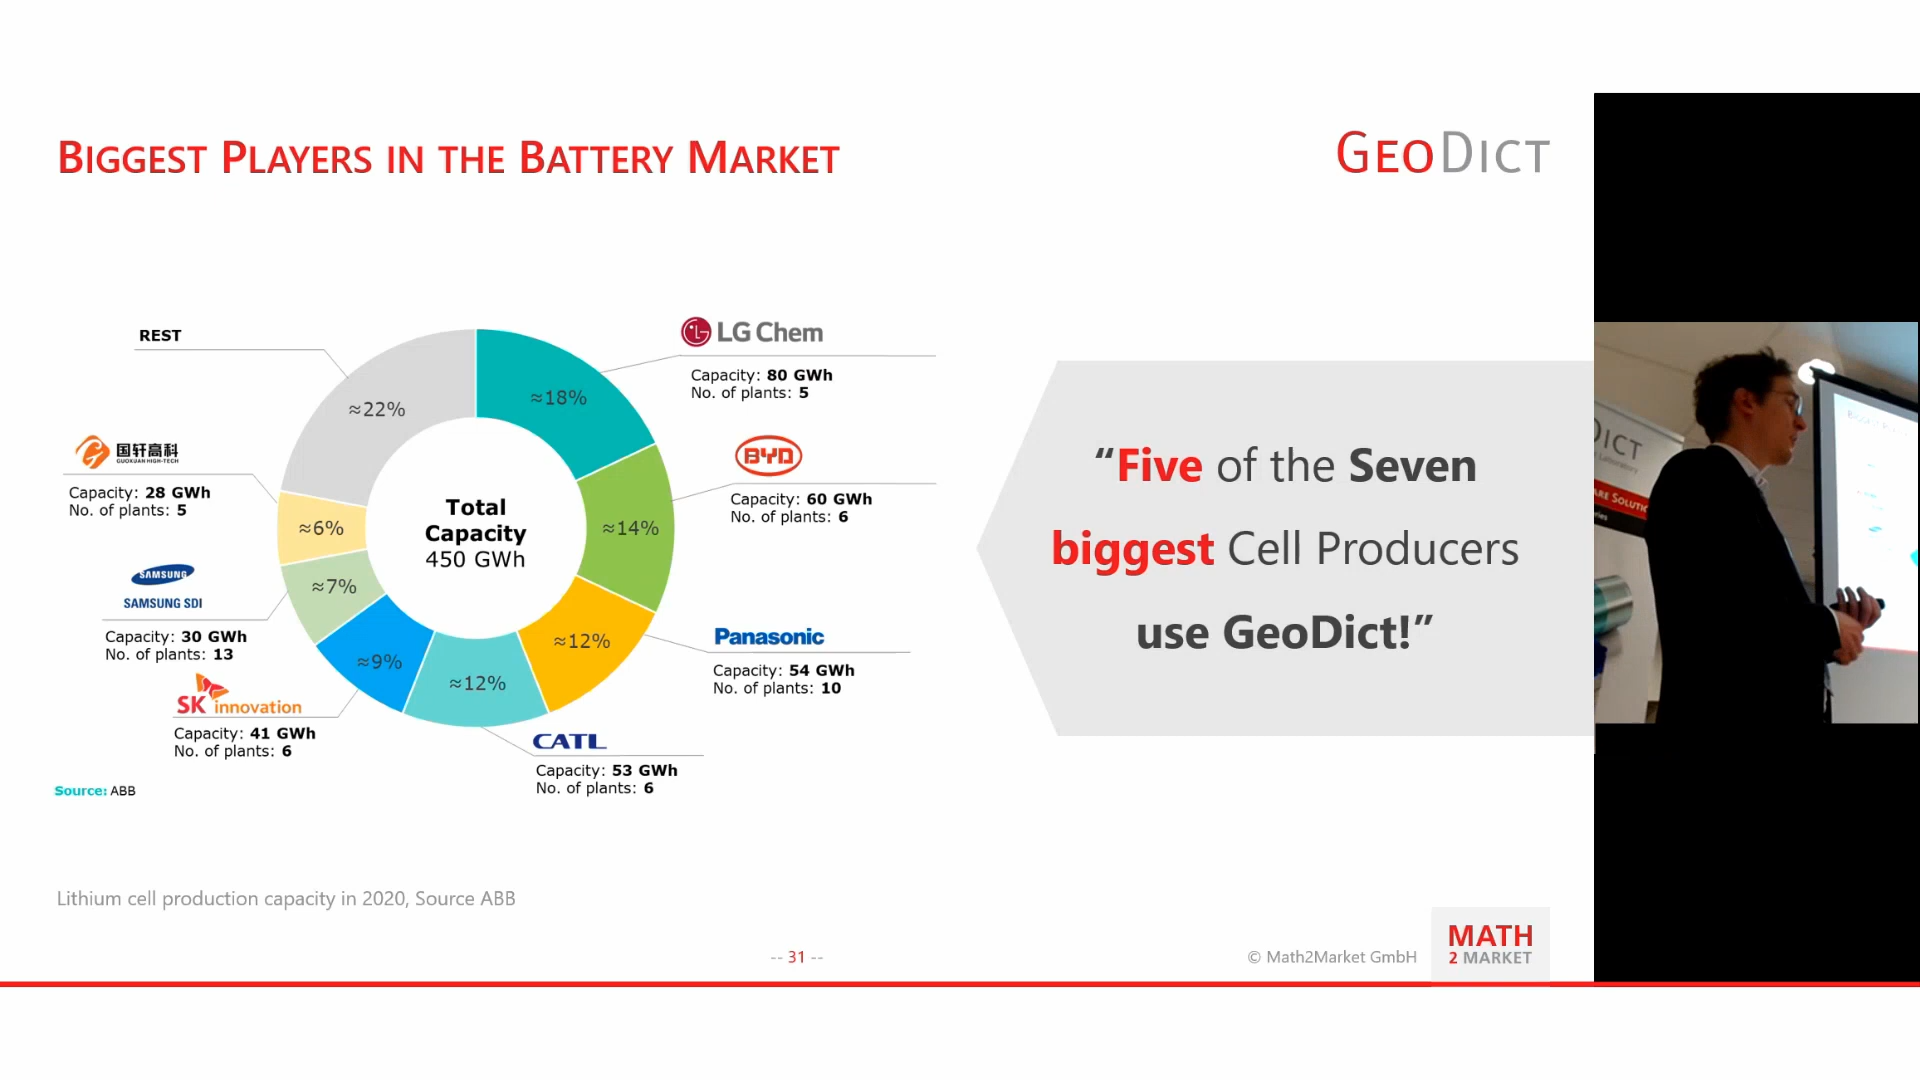 BIGGEST PLAYERS IN THE BATTERY MARKET
GEODICT
REST
≈22%
≈18%
≈14%
≈12%
≈12%
≈9%
≈7%
≈6%
Total
Capacity
450 GWh
LG Chem
Capacity: 80 GWh
No. of plants: 5
BYD
Capacity: 60 GWh
No. of plants: 6
Panasonic
Capacity: 54 GWh
No. of plants: 10
CATL
Capacity: 53 GWh
No. of plants: 6
SK innovation
Capacity: 41 GWh
No. of plants: 6
SAMSUNG
SAMSUNG SDI
Capacity: 30 GWh
No. of plants: 13
国轩高科
GUOXUAN HIGH-TECH
Capacity: 28 GWh
No. of plants: 5
Source: ABB
“Five of the Seven
biggest Cell Producers
use GeoDict!”
Lithium cell production capacity in 2020, Source ABB
-- 31 --
© Math2Market GmbH
MATH
2 MARKET
DICT